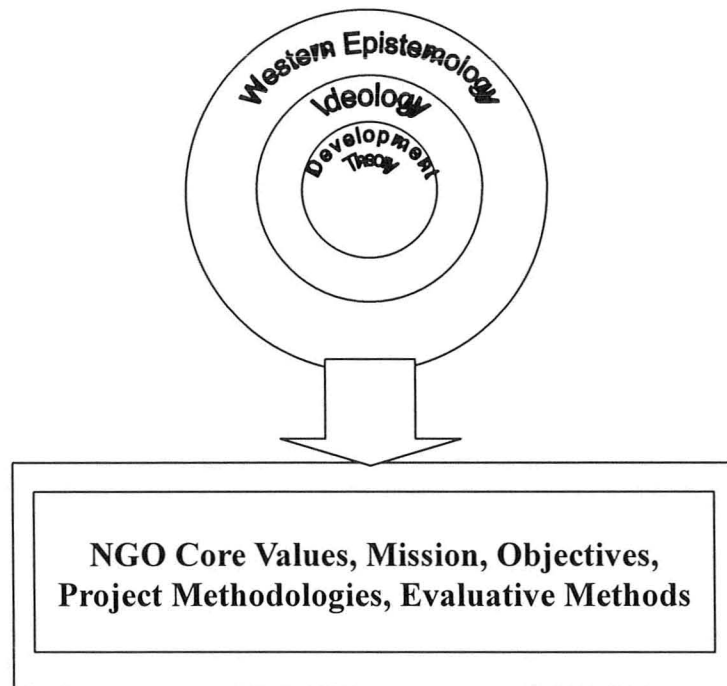 Western Epistemology
Ideology
Development
Theory
NGO Core Values, Mission, Objectives,
Project Methodologies, Evaluative Methods